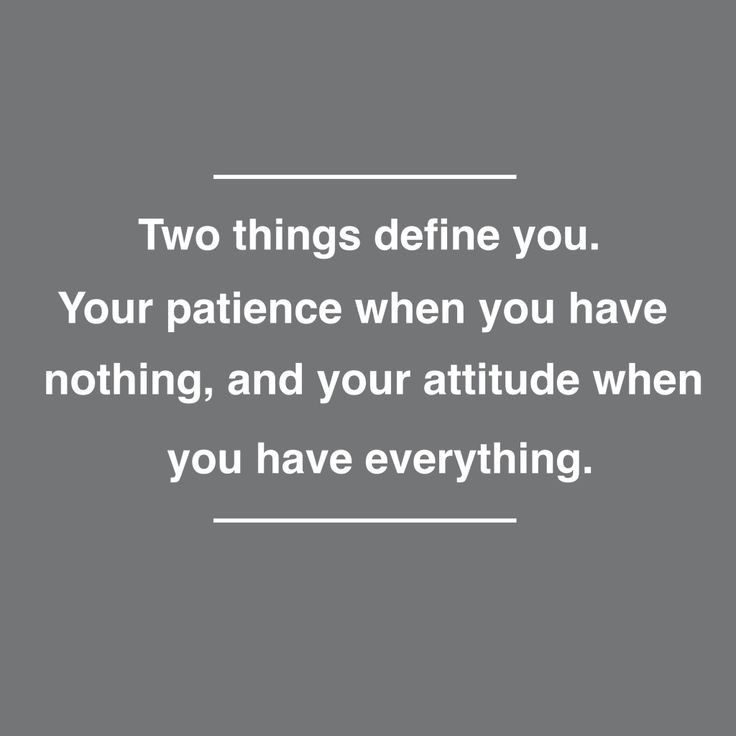 Two things define you.
Your patience when you have
nothing, and your attitude when
you have everything.